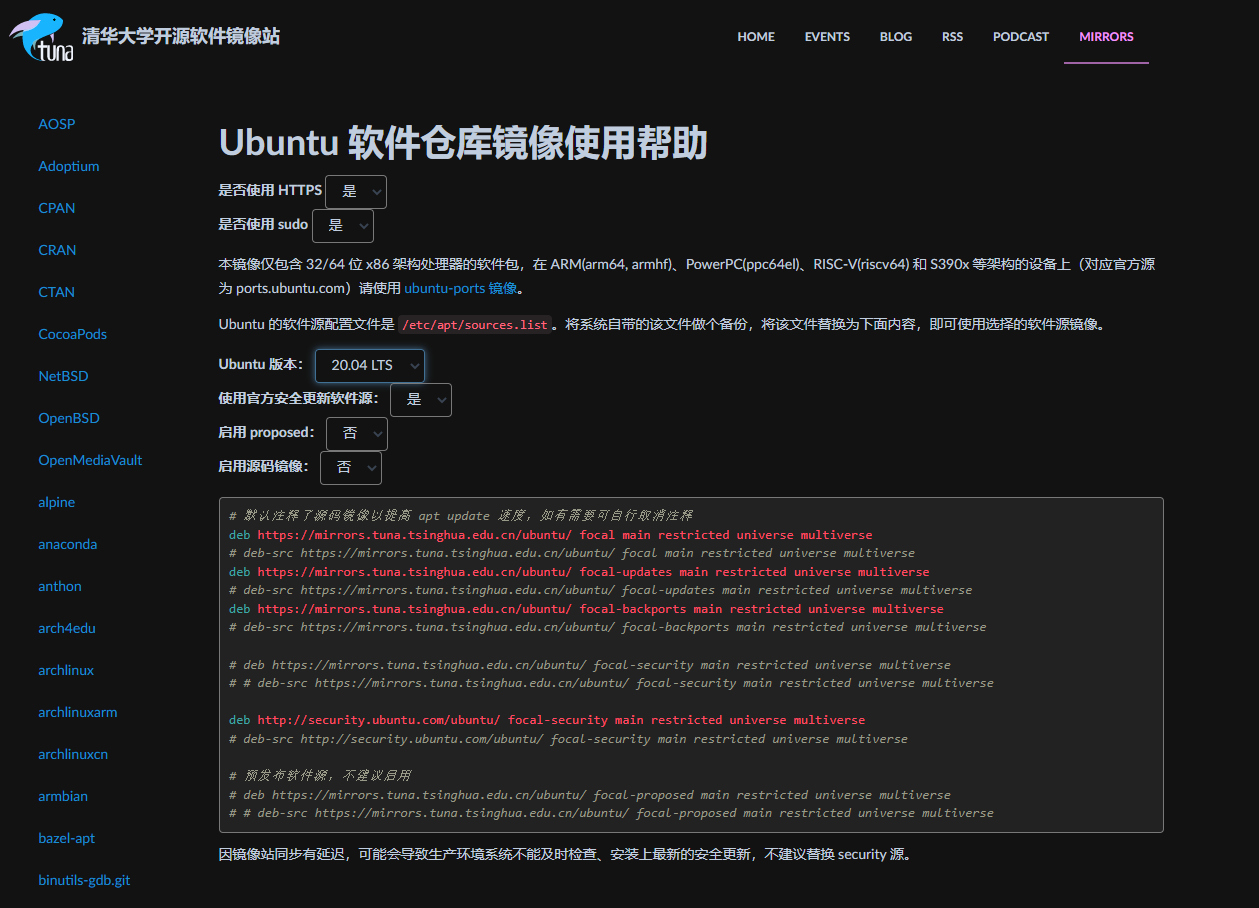 tuna 清华大学开源软件镜像站
HOME EVENTS BLOG RSS PODCAST MIRRORS
AOSP
Adoptium
CPAN
CRAN
CTAN
CocoaPods
NetBSD
OpenBSD
OpenMediaVault
alpine
anaconda
anthon
arch4edu
archlinux
archlinuxarm
archlinuxcn
armbian
bazel-apt
binutils-gdb.git
Ubuntu 软件仓库镜像使用帮助
是否使用 HTTPS 是
是否使用 sudo 是
本镜像仅包含 32/64 位 x86 架构处理器的软件包，在 ARM(arm64, armhf)、PowerPC(ppc64el)、RISC-V(riscv64) 和 S390x 等架构的设备上（对应官方源
为 ports.ubuntu.com）请使用 ubuntu-ports 镜像。
Ubuntu 的软件源配置文件是 /etc/apt/sources.list。将系统自带的该文件做个备份，将该文件替换为下面内容，即可使用选择的软件源镜像。
Ubuntu 版本： 20.04 LTS
使用官方安全更新软件源： 是
启用 proposed： 否
启用源码镜像： 否
# 默认注释了源码镜像以提高 apt update 速度，如有需要可自行取消注释
deb https://mirrors.tuna.tsinghua.edu.cn/ubuntu/ focal main restricted universe multiverse
# deb-src https://mirrors.tuna.tsinghua.edu.cn/ubuntu/ focal main restricted universe multiverse
deb https://mirrors.tuna.tsinghua.edu.cn/ubuntu/ focal-updates main restricted universe multiverse
# deb-src https://mirrors.tuna.tsinghua.edu.cn/ubuntu/ focal-updates main restricted universe multiverse
deb https://mirrors.tuna.tsinghua.edu.cn/ubuntu/ focal-backports main restricted universe multiverse
# deb-src https://mirrors.tuna.tsinghua.edu.cn/ubuntu/ focal-backports main restricted universe multiverse
# deb https://mirrors.tuna.tsinghua.edu.cn/ubuntu/ focal-security main restricted universe multiverse
# # deb-src https://mirrors.tuna.tsinghua.edu.cn/ubuntu/ focal-security main restricted universe multiverse
deb http://security.ubuntu.com/ubuntu/ focal-security main restricted universe multiverse
# deb-src http://security.ubuntu.com/ubuntu/ focal-security main restricted universe multiverse
# 预发布软件源，不建议启用
# deb https://mirrors.tuna.tsinghua.edu.cn/ubuntu/ focal-proposed main restricted universe multiverse
# # deb-src https://mirrors.tuna.tsinghua.edu.cn/ubuntu/ focal-proposed main restricted universe multiverse
因镜像站同步有延迟，可能会导致生产环境系统不能及时检查、安装上最新的安全更新，不建议替换 security 源。